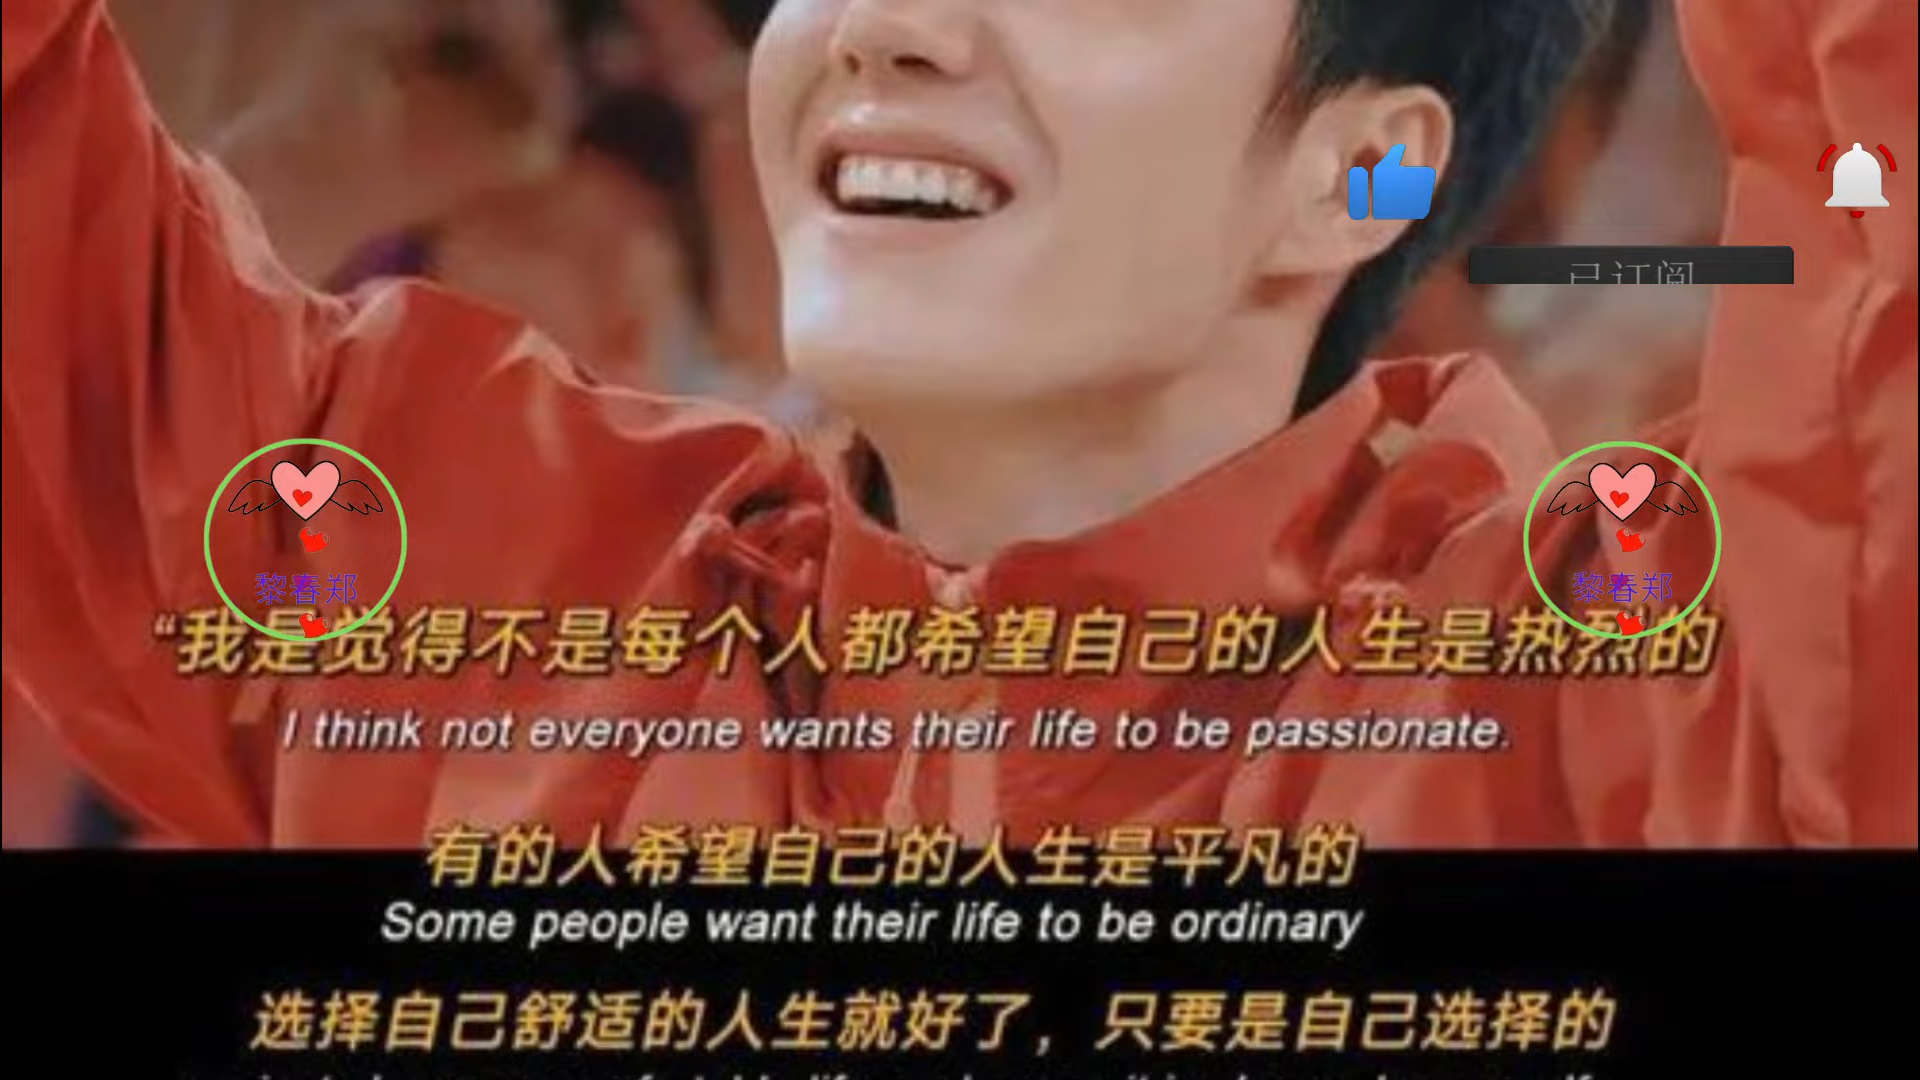 已订阅
黎春郑
黎春郑
“我是觉得不是每个人都希望自己的人生是热烈的
I think not everyone wants their life to be passionate.
有的人希望自己的人生是平凡的
Some people want their life to be ordinary
选择自己舒适的人生就好了，只要是自己选择的